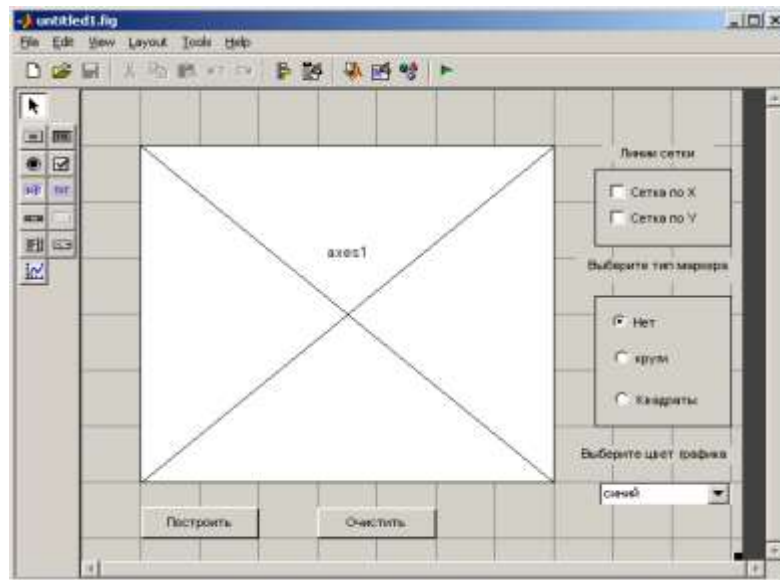 untitled1.fig
File Edit View Layout Tools Help
Линии сетки
Сетка по X
Сетка по Y
axes1
Выберите тип маркера
Нет
круги
Квадраты
Выберите цвет графика
синий
Построить
Очистить